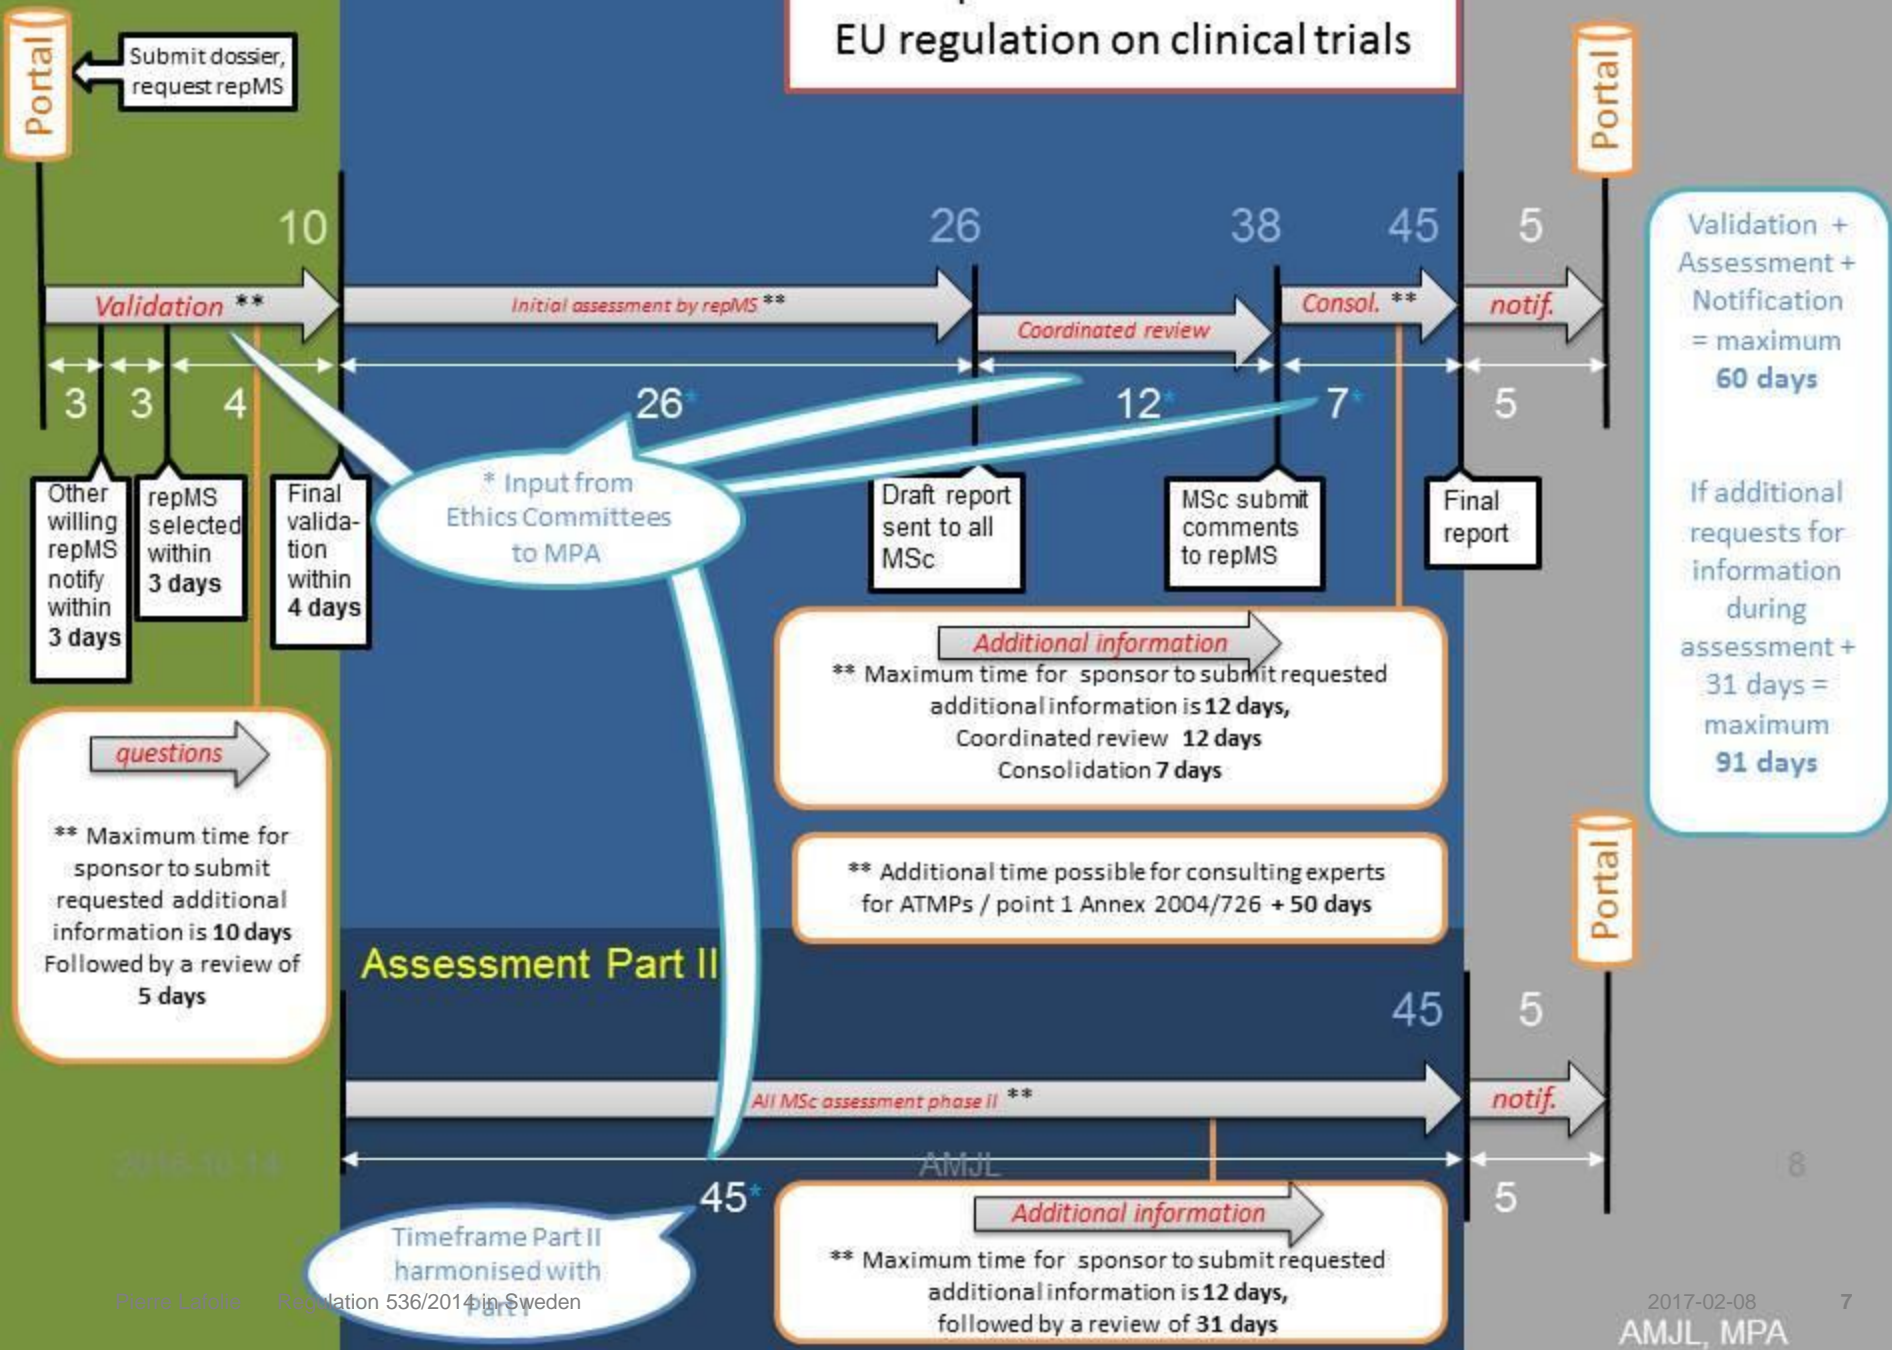 EU regulation on clinical trials
Portal
Submit dossier,
request repMS
Portal
10
26
38
45
5
Validation **
Initial assessment by repMS **
Coordinated review
Consol. **
notif.
3
3
4
26*
12*
7*
5
Other
willing
repMS
notify
within
3 days
repMS
selected
within
3 days
Final
valida-
tion
within
4 days
* Input from
Ethics Committees
to MPA
Draft report
sent to all
MSc
MSc submit
comments
to repMS
Final
report
Validation +
Assessment +
Notification
= maximum
60 days
If additional
requests for
information
during
assessment +
31 days =
maximum
91 days
questions
** Maximum time for
sponsor to submit
requested additional
information is 10 days
Followed by a review of
5 days
Additional information
** Maximum time for sponsor to submit requested
additional information is 12 days,
Coordinated review 12 days
Consolidation 7 days
** Additional time possible for consulting experts
for ATMPs / point 1 Annex 2004/726 + 50 days
Portal
Assessment Part II
45
5
All MSc assessment phase II **
notif.
2016-10-14
AMJL
8
45*
5
Timeframe Part II
harmonised with
Part I
Additional information
** Maximum time for sponsor to submit requested
additional information is 12 days,
followed by a review of 31 days
Pierre Lafolie
Regulation 536/2014 in Sweden
2017-02-08
7
AMJL, MPA